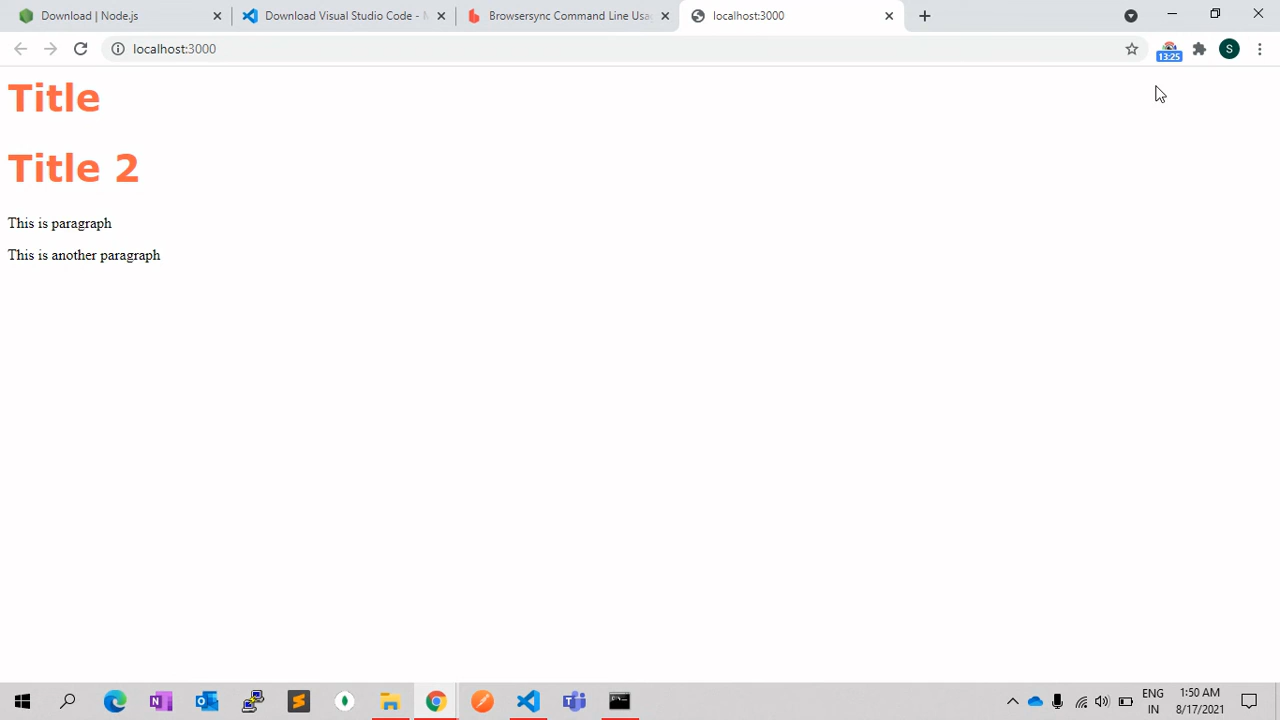 Download | Node.js
Download Visual Studio Code - M
Browsersync Command Line Usa
localhost:3000
localhost:3000
13:25
S
Title
Title 2
This is paragraph
This is another paragraph
ENG
IN
1:50 AM
8/17/2021